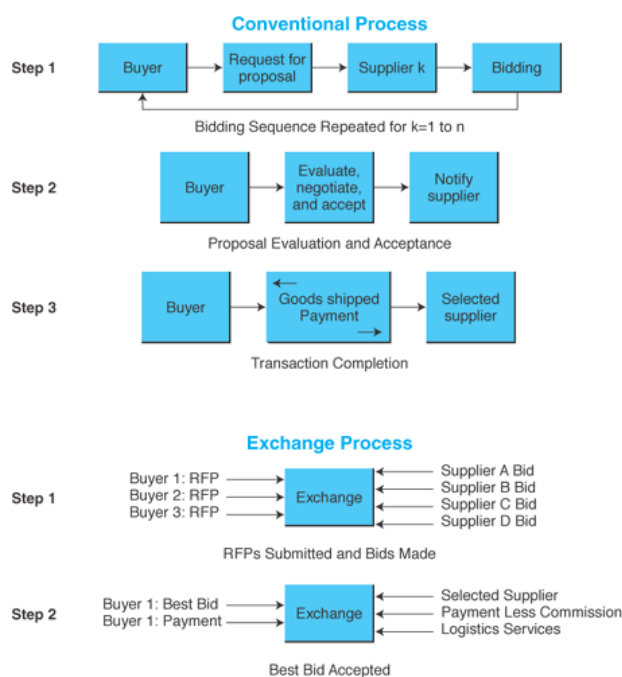 Conventional Process
Step 1
Buyer
Request for
proposal
Supplier k
Bidding
Bidding Sequence Repeated for k=1 to n
Step 2
Buyer
Evaluate,
negotiate,
and accept
Notify
supplier
Proposal Evaluation and Acceptance
Step 3
Buyer
Goods shipped
Payment
Selected
supplier
Transaction Completion
Exchange Process
Step 1
Buyer 1: RFP
Buyer 2: RFP
Buyer 3: RFP
Exchange
Supplier A Bid
Supplier B Bid
Supplier C Bid
Supplier D Bid
RFPs Submitted and Bids Made
Step 2
Buyer 1: Best Bid
Buyer 1: Payment
Exchange
Selected Supplier
Payment Less Commission
Logistics Services
Best Bid Accepted